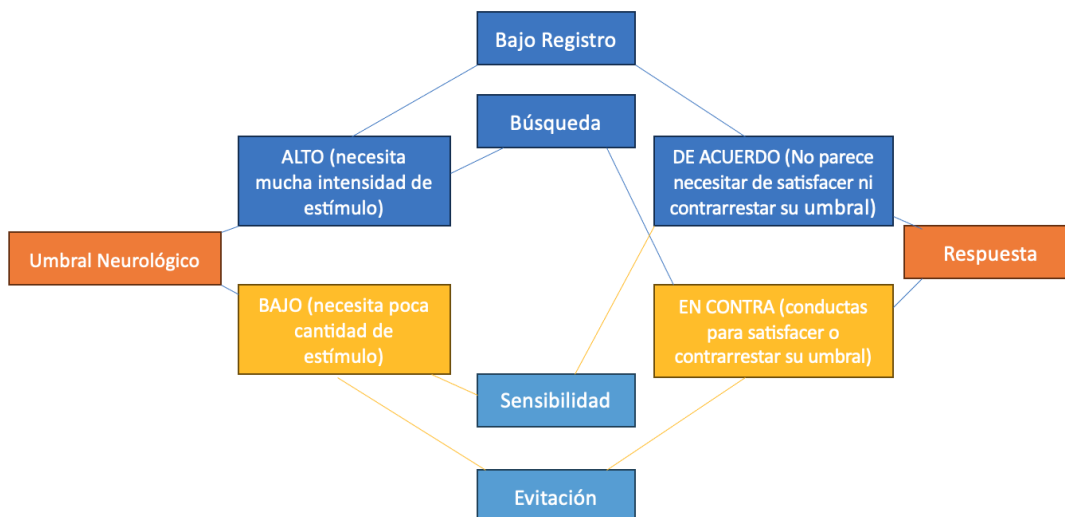 Bajo Registro
Búsqueda
ALTO (necesita
mucha intensidad de
estímulo)
DE ACUERDO (No parece
necesitar de satisfacer ni
contrarrestar su umbral)
Umbral Neurológico
Respuesta
BAJO (necesita poca
cantidad de
estímulo)
EN CONTRA (conductas
para satisfacer o
contrarrestar su umbral)
Sensibilidad
Evitación